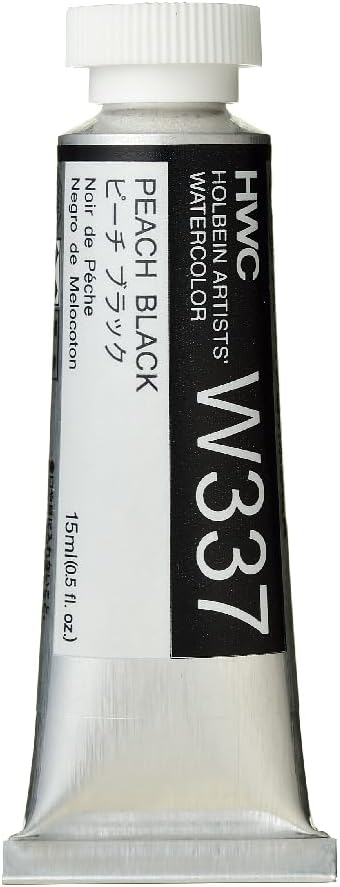 HWC
HOLBEIN ARTISTS'
WATERCOLOR
W337
PEACH BLACK
ピーチ ブラック
Noir de Pêche
Negro de Melocoton
15ml(0.5 fl. oz.)